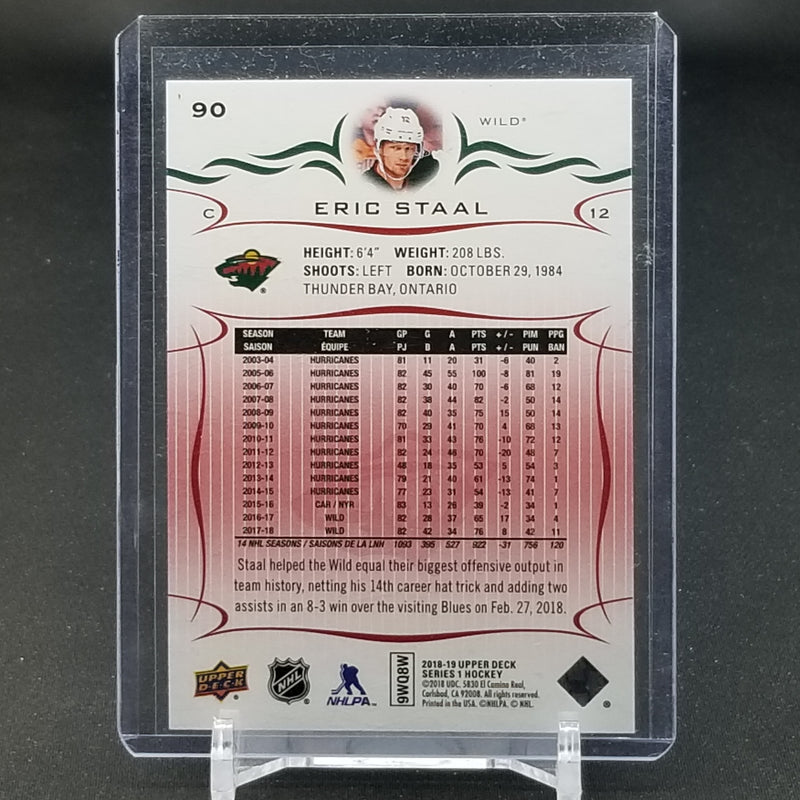 90
WILD®
12
ERIC STAAL
C
12
HEIGHT: 6'4" WEIGHT: 208 LBS.
SHOOTS: LEFT BORN: OCTOBER 29, 1984
THUNDER BAY, ONTARIO
SEASON TEAM GP G A PTS +/- PIM PPG
SAISON ÉQUIPE PJ B A PTS +/- PUN BAN
2003-04 HURRICANES 81 11 20 31 -6 40 2
2005-06 HURRICANES 82 45 55 100 -8 81 19
2006-07 HURRICANES 82 30 40 70 -6 68 12
2007-08 HURRICANES 82 38 44 82 -2 50 14
2008-09 HURRICANES 82 40 35 75 15 50 14
2009-10 HURRICANES 70 29 41 70 4 68 13
2010-11 HURRICANES 81 33 43 76 -10 72 12
2011-12 HURRICANES 82 24 46 70 -20 48 7
2012-13 HURRICANES 48 18 35 53 5 54 3
2013-14 HURRICANES 79 21 40 61 -13 74 1
2014-15 HURRICANES 77 23 31 54 -13 41 7
2015-16 CAR / NYR 83 13 26 39 -2 34 1
2016-17 WILD 82 28 37 65 17 34 4
2017-18 WILD 82 42 34 76 8 42 11
14 NHL SEASONS / SAISONS DE LA LNH 1093 395 527 922 -31 756 120
Staal helped the Wild equal their biggest offensive output in
team history, netting his 14th career hat trick and adding two
assists in an 8-3 win over the visiting Blues on Feb. 27, 2018.
UPPER
DECK
NHL
NHLPA
9WQ8W
2018-19 UPPER DECK
SERIES 1 HOCKEY
©2018 UDC. 5830 El Camino Real,
Carlsbad, CA 92008. All rights reserved.
Printed in the USA. ©NHLPA. © NHL